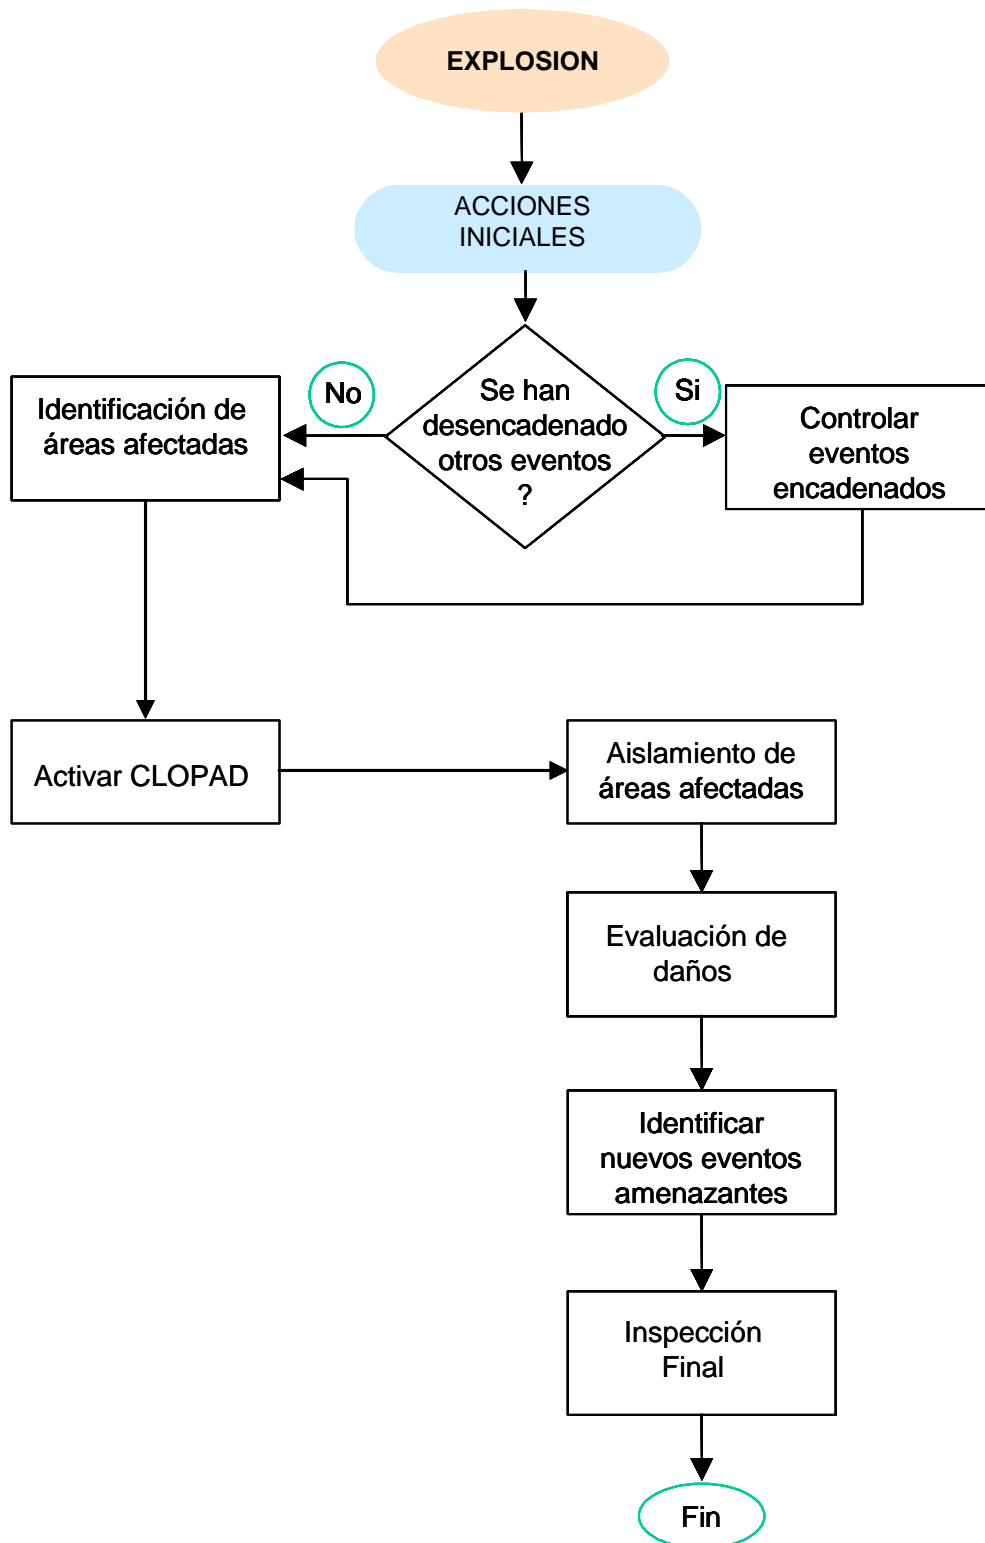 EXPLOSION
ACCIONES
INICIALES
Se han
desencadenado
otros eventos
?
No
Si
Identificación de
áreas afectadas
Controlar
eventos
encadenados
Activar CLOPAD
Aislamiento de
áreas afectadas
Evaluación de
daños
Identificar
nuevos eventos
amenazantes
Inspección
Final
Fin